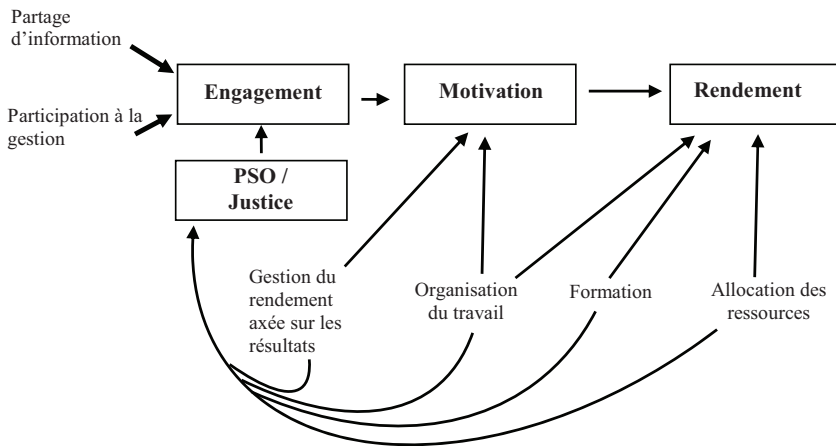 Partage
d’information
Engagement
Motivation
Rendement
Participation à la
gestion
PSO /
Justice
Gestion du
rendement
axée sur les
résultats
Organisation
du travail
Formation
Allocation des
ressources